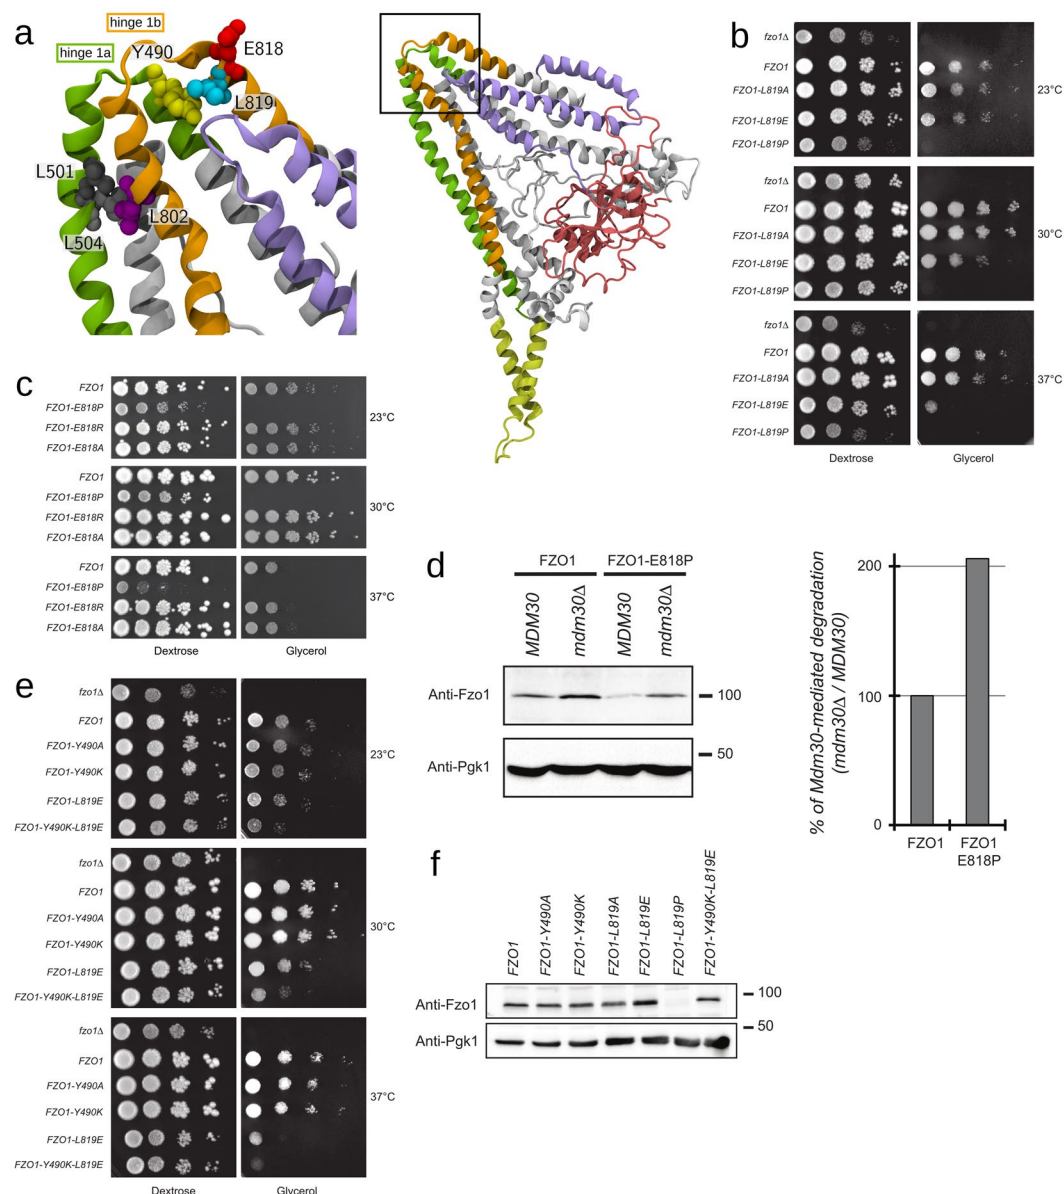 a
hinge 1b
hinge 1a
Y490
E818
L819
L501
L802
L504
b
fzo1Δ
FZO1
FZO1-L819A
FZO1-L819E
FZO1-L819P
23°C
fzo1Δ
FZO1
FZO1-L819A
FZO1-L819E
FZO1-L819P
30°C
fzo1Δ
FZO1
FZO1-L819A
FZO1-L819E
FZO1-L819P
37°C
Dextrose
Glycerol
c
FZO1
FZO1-E818P
FZO1-E818R
FZO1-E818A
23°C
FZO1
FZO1-E818P
FZO1-E818R
FZO1-E818A
30°C
FZO1
FZO1-E818P
FZO1-E818R
FZO1-E818A
37°C
Dextrose
Glycerol
d
FZO1
FZO1-E818P
MDM30
mdm30Δ
MDM30
mdm30Δ
Anti-Fzo1
100
Anti-Pgk1
50
% of Mdm30-mediated degradation
(mdm30Δ / MDM30)
200
100
0
FZO1
FZO1
E818P
e
fzo1Δ
FZO1
FZO1-Y490A
FZO1-Y490K
FZO1-L819E
FZO1-Y490K-L819E
23°C
fzo1Δ
FZO1
FZO1-Y490A
FZO1-Y490K
FZO1-L819E
FZO1-Y490K-L819E
30°C
fzo1Δ
FZO1
FZO1-Y490A
FZO1-Y490K
FZO1-L819E
FZO1-Y490K-L819E
37°C
Dextrose
Glycerol
f
FZO1
FZO1-Y490A
FZO1-Y490K
FZO1-L819A
FZO1-L819E
FZO1-L819P
FZO1-Y490K-L819E
Anti-Fzo1
100
50
Anti-Pgk1